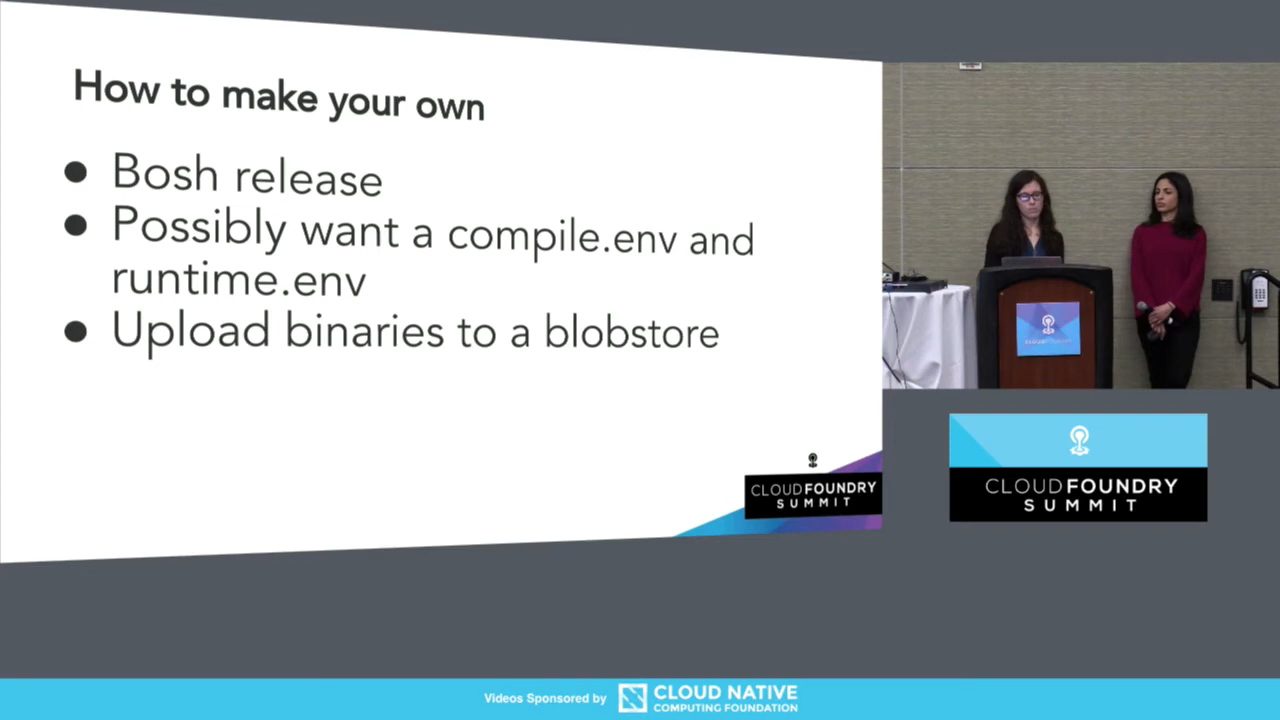 How to make your own
● Bosh release
● Possibly want a compile.env and
runtime.env
● Upload binaries to a blobstore
CLOUDFOUNDRY
SUMMIT
CLOUDFOUNDRY
CLOUDFOUNDRY
SUMMIT
Videos Sponsored by
CLOUD NATIVE
COMPUTING FOUNDATION